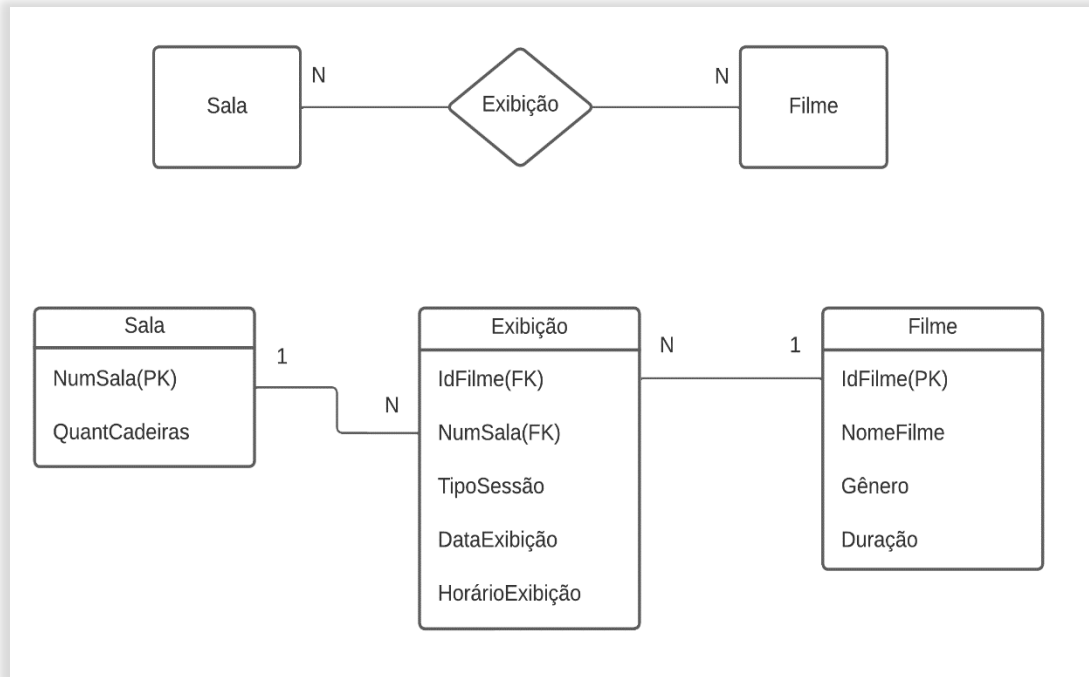 N
N
Sala
Exibição
Filme
Sala
NumSala(PK)
QuantCadeiras
1
N
Exibição
IdFilme(FK)
NumSala(FK)
TipoSessão
DataExibição
HorárioExibição
N
1
Filme
IdFilme(PK)
NomeFilme
Gênero
Duração